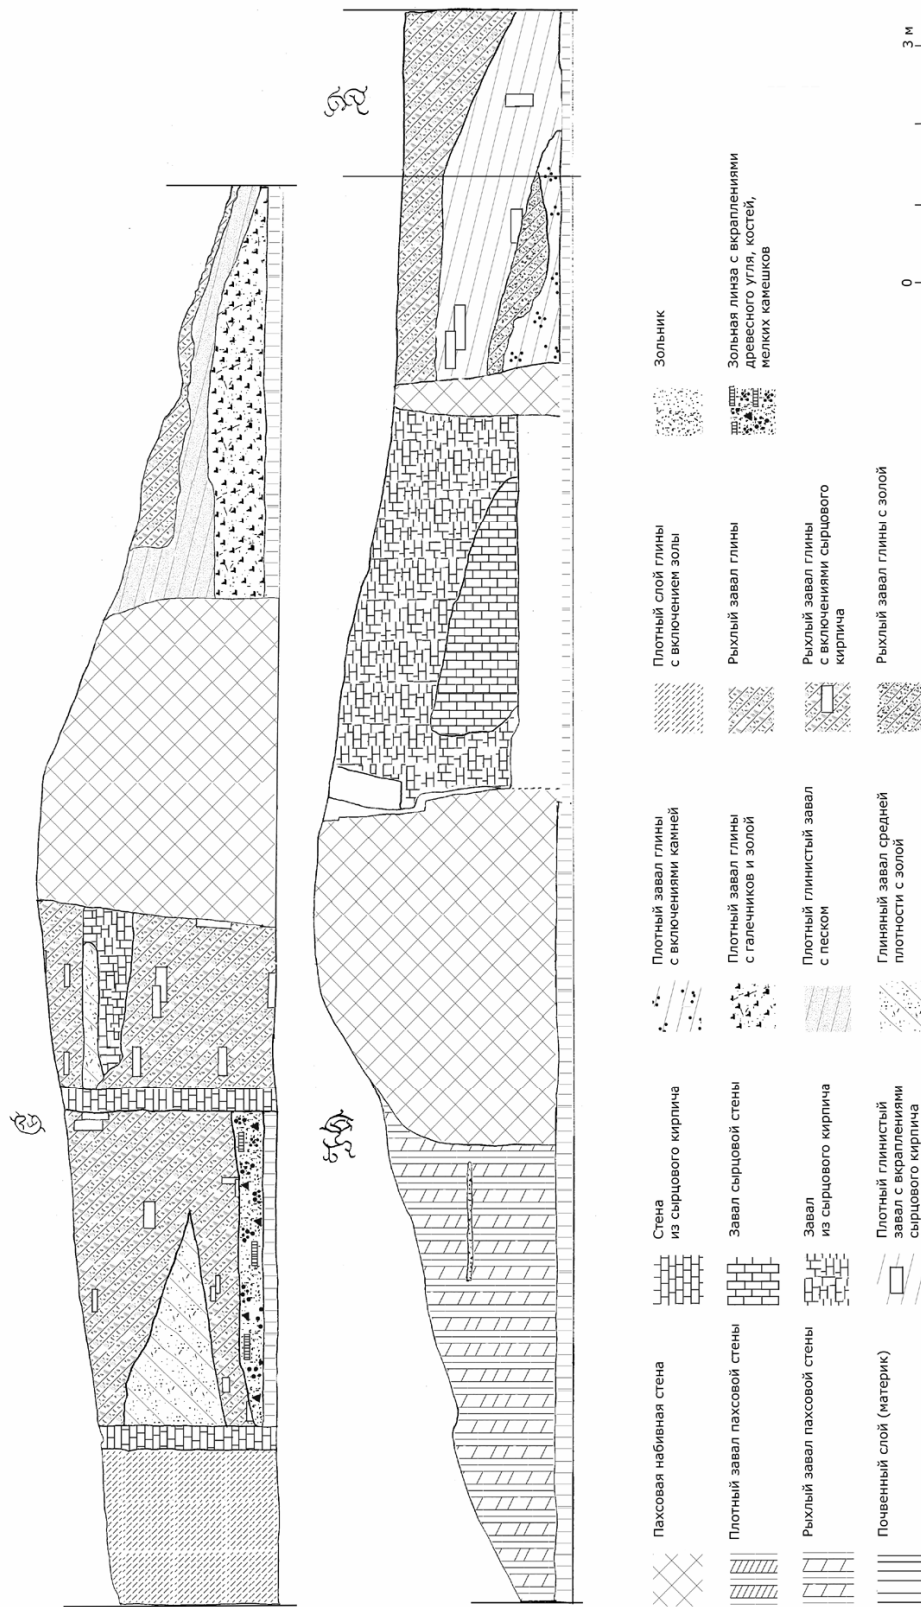 Пахсовая набивная стена
Плотный завал пахсовой стены
Рыхлый завал пахсовой стены
Почвенный слой (материк)
Стена
из сырцового кирпича
Завал сырцовой стены
Завал
из сырцового кирпича
Плотный глинистый
завал с вкраплениями
сырцового кирпича
Плотный завал глины
с включениями камней
Плотный завал глины
с галечников и золой
Плотный глинистый завал
с песком
Глиняный завал средней
плотности с золой
Плотный слой глины
с включением золы
Рыхлый завал глины
Рыхлый завал глины
с включениями сырцового
кирпича
Рыхлый завал глины с золой
Зольник
Зольная линза с вкраплениями
древесного угля, костей,
мелких камешков
0
3 м